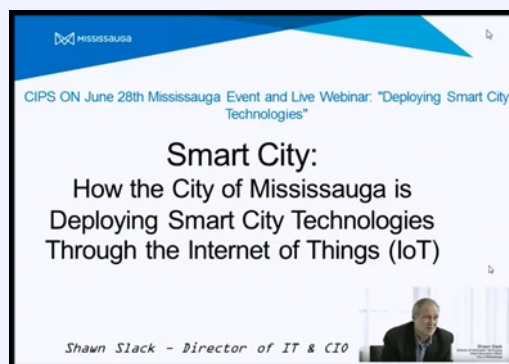 MISSISSAUGA
CIPS ON June 28th Mississauga Event and Live Webinar: "Deploying Smart City
Technologies"
Smart City:
How the City of Mississauga is
Deploying Smart City Technologies
Through the Internet of Things (IoT)
Shawn Slack - Director of IT & CIO
Shawn Slack